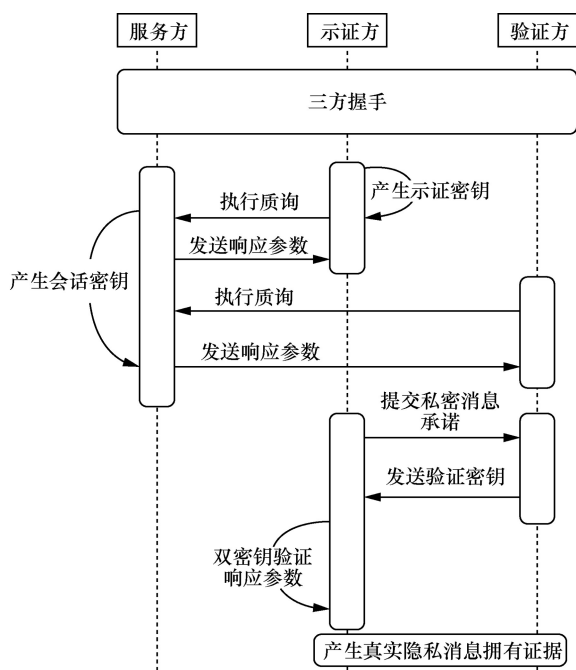 服务方
示证方
验证方
三方握手
产生示证密钥
执行质询
发送响应参数
产生会话密钥
执行质询
发送响应参数
提交私密消息
承诺
发送验证密钥
双密钥验证
响应参数
产生真实隐私消息拥有证据